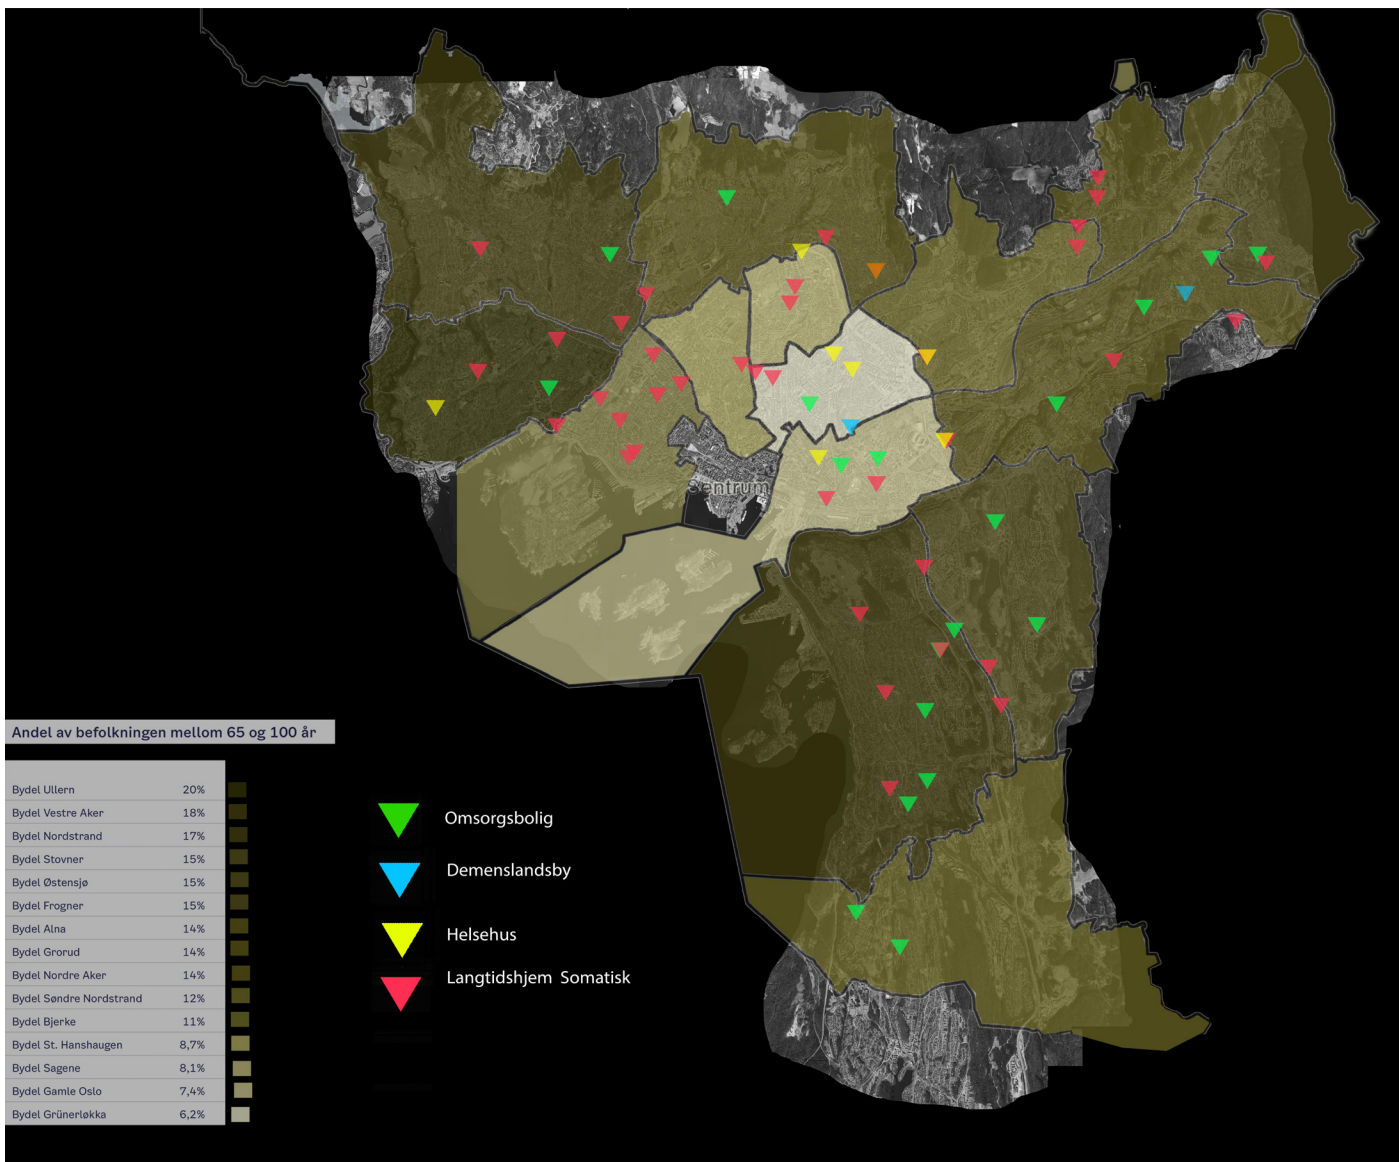 Sentrum
Andel av befolkningen mellom 65 og 100 år
Bydel Ullern 20%
Bydel Vestre Aker 18%
Bydel Nordstrand 17%
Bydel Stovner 15%
Bydel Østensjø 15%
Bydel Frogner 15%
Bydel Alna 14%
Bydel Grorud 14%
Bydel Nordre Aker 14%
Bydel Søndre Nordstrand 12%
Bydel Bjerke 11%
Bydel St. Hanshaugen 8,7%
Bydel Sagene 8,1%
Bydel Gamle Oslo 7,4%
Bydel Grünerløkka 6,2%
Omsorgsbolig
Demenslandsby
Helsehus
Langtidshjem Somatisk